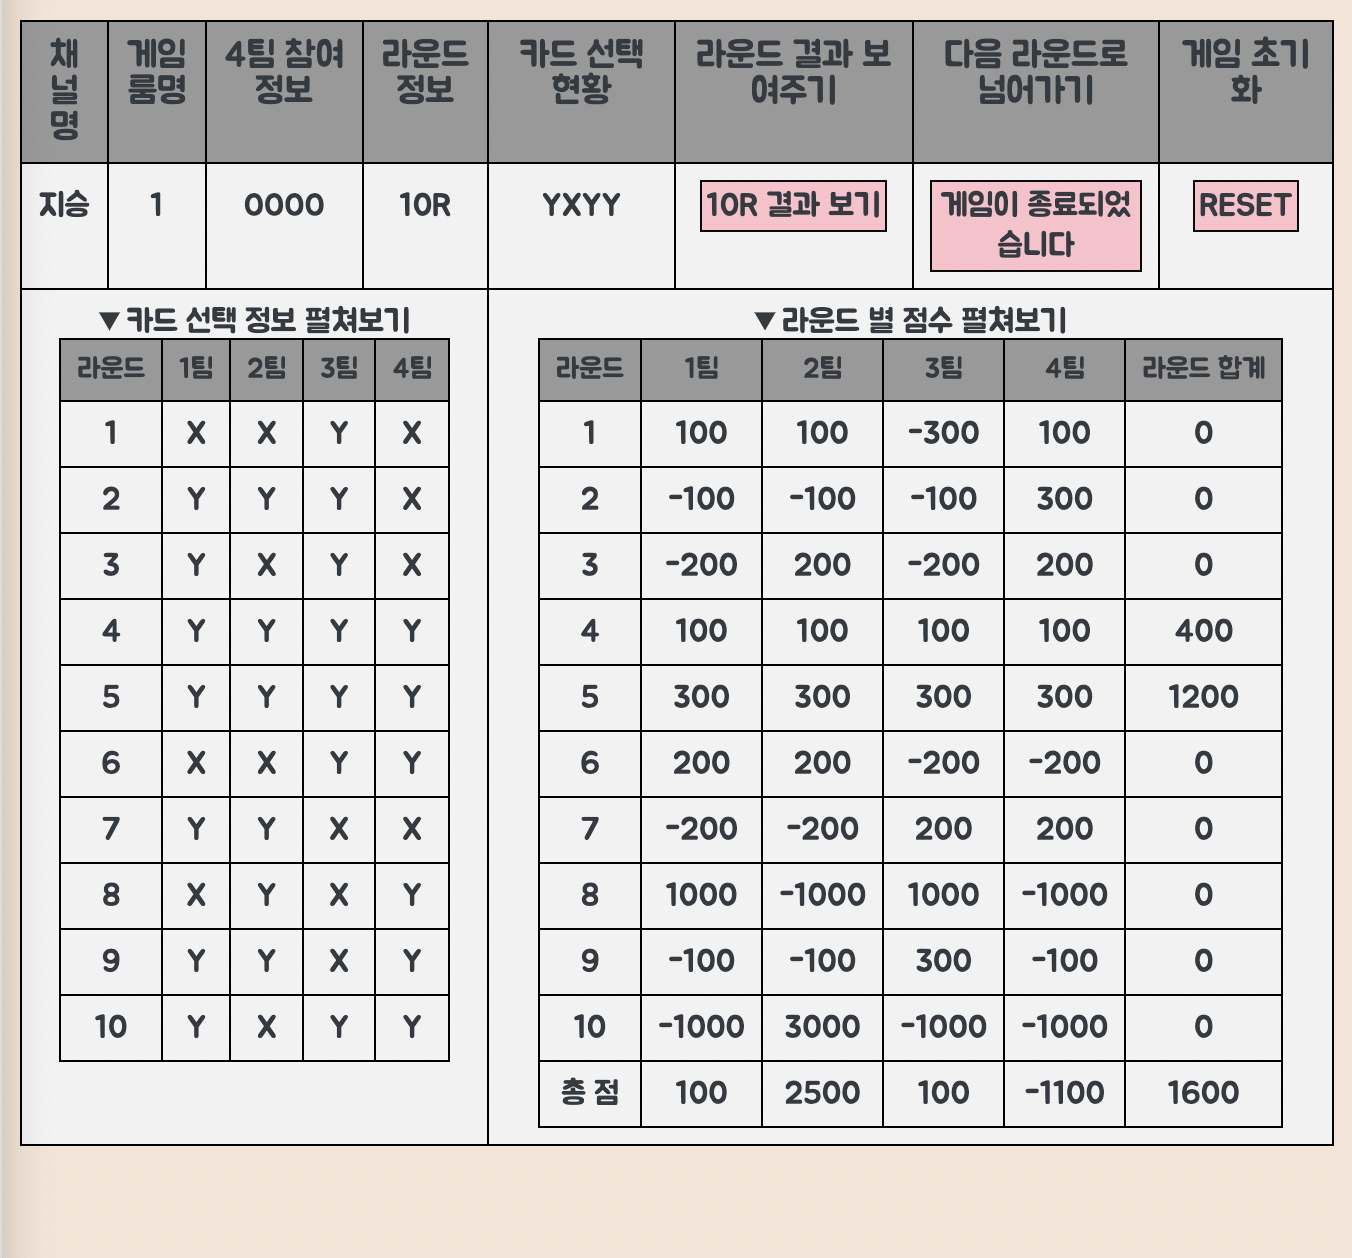 채널명 게임룸명 4팀 참여정보 라운드정보 카드 선택현황 라운드 결과 보여주기 다음 라운드로넘어가기 게임 초기화
지승 1 0000 10R YXYY 10R 결과 보기 게임이 종료되었습니다 RESET
▼카드 선택 정보 펼쳐보기
라운드 1팀 2팀 3팀 4팀
1 X X Y X
2 Y Y Y X
3 Y X Y X
4 Y Y Y Y
5 Y Y Y Y
6 X X Y Y
7 Y Y X X
8 X Y X Y
9 Y Y X Y
10 Y X Y Y
▼라운드 별 점수 펼쳐보기
라운드 1팀 2팀 3팀 4팀 라운드 합계
1 100 100 -300 100 0
2 -100 -100 -100 300 0
3 -200 200 -200 200 0
4 100 100 100 100 400
5 300 300 300 300 1200
6 200 200 -200 -200 0
7 -200 -200 200 200 0
8 1000 -1000 1000 -1000 0
9 -100 -100 300 -100 0
10 -1000 3000 -1000 -1000 0
총 점 100 2500 100 -1100 1600